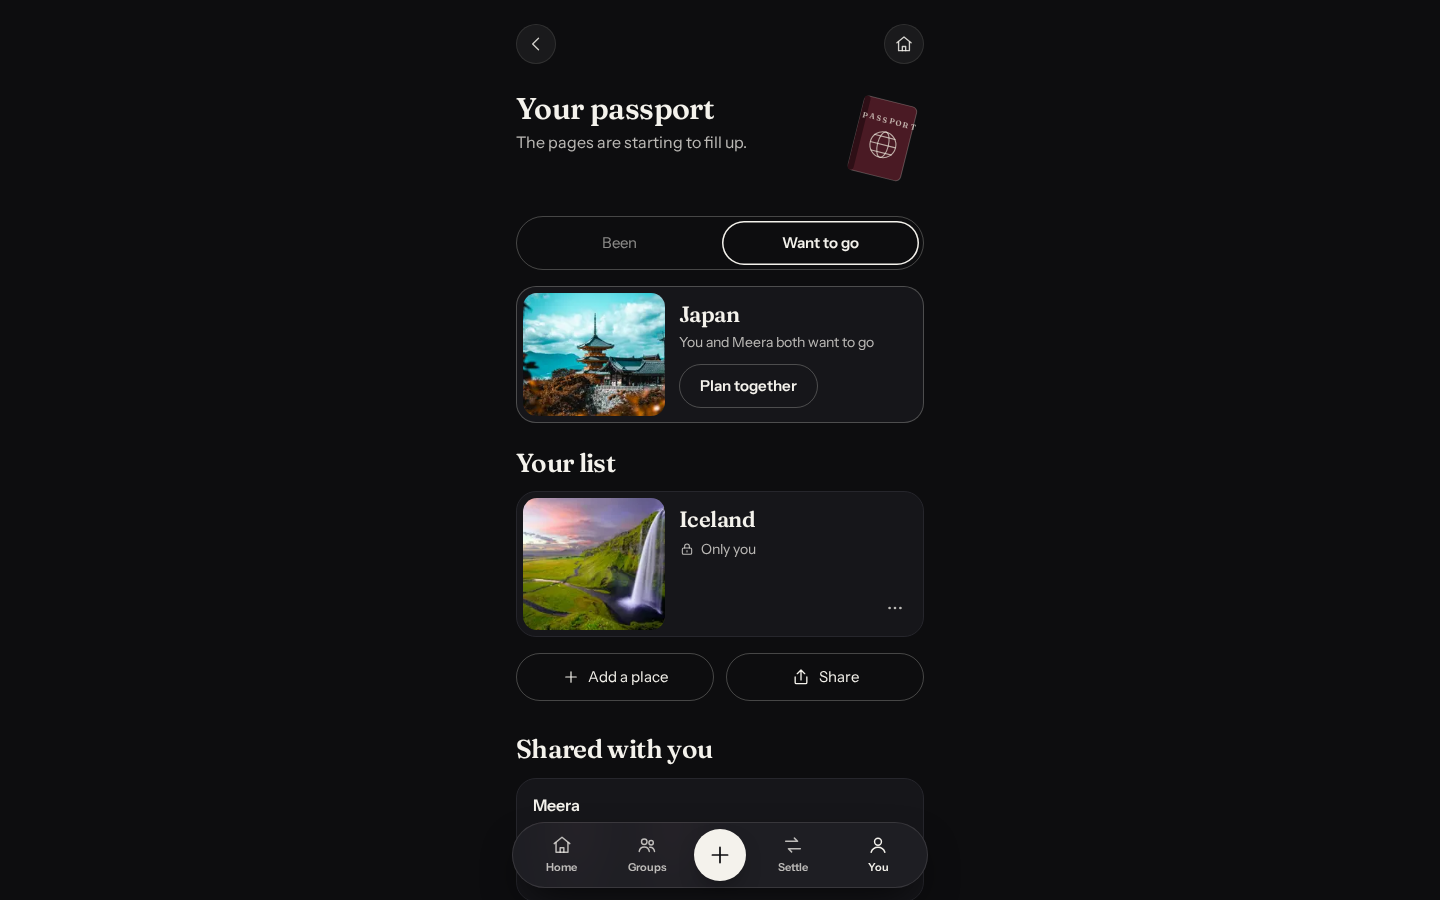 Your passport
The pages are starting to fill up.
PASSPORT
Been
Want to go
Japan
You and Meera both want to go
Plan together
Your list
Iceland
Only you
Add a place
Share
Shared with you
Meera
Home
Groups
Settle
You